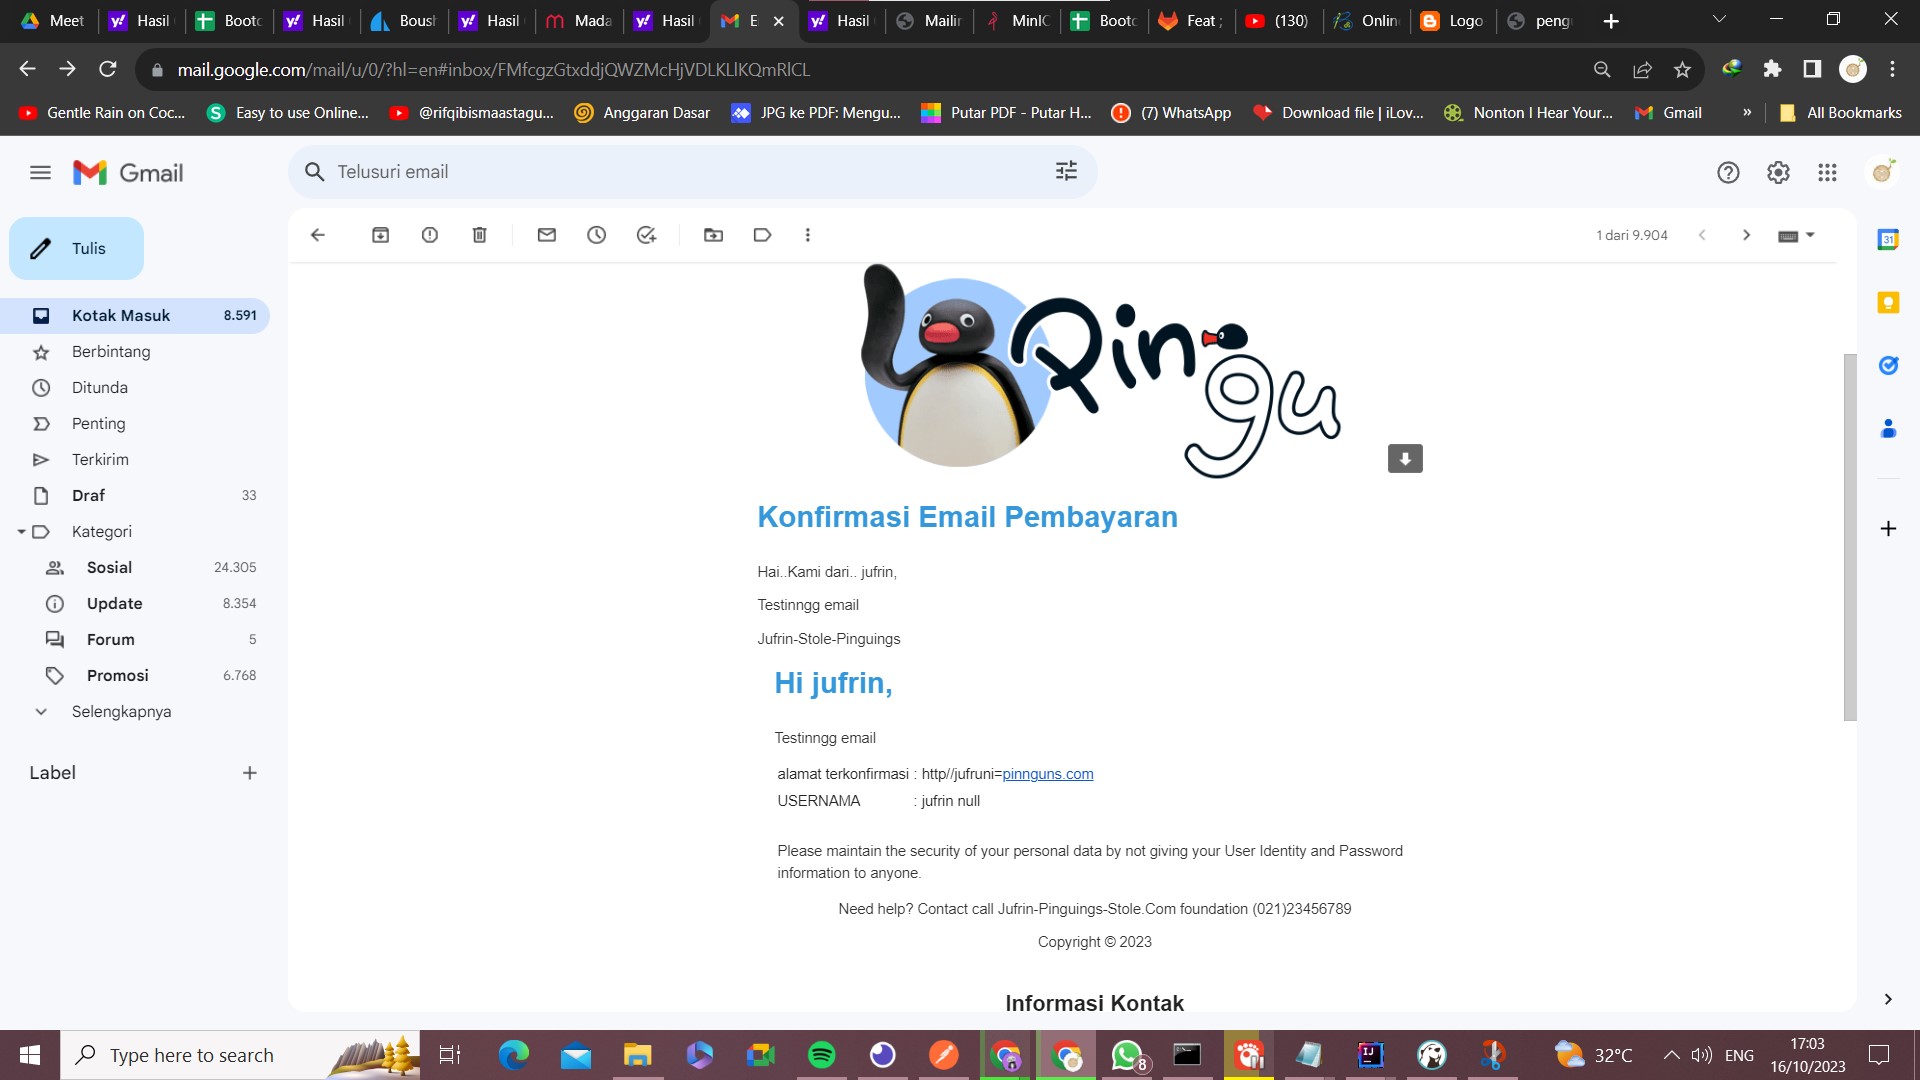 Meet
Hasil
Bootc
Hasil
Boush
Hasil
Mada
Hasil
E
Hasil
Mailin
MinIO
Bootc
Feat ;
(130)
Onlin
Logo
peng
mail.google.com/mail/u/0/?hl=en#inbox/FMfcgzGtxddjQWZMcHjVDLKLlKQmRlCL
Gentle Rain on Coc...
Easy to use Online...
@rifqibismaastagu...
Anggaran Dasar
JPG ke PDF: Mengu...
Putar PDF - Putar H...
(7) WhatsApp
Download file | iLov...
Nonton I Hear Your...
Gmail
»
All Bookmarks
Gmail
Telusuri email
Tulis
1 dari 9.904
Kotak Masuk 8.591
Berbintang
Ditunda
Penting
Terkirim
Draf 33
Kategori
Sosial 24.305
Update 8.354
Forum 5
Promosi 6.768
Selengkapnya
Label
31
Pingu
Konfirmasi Email Pembayaran
Hai..Kami dari.. jufrin,
Testinngg email
Jufrin-Stole-Pinguings
Hi jufrin,
Testinngg email
alamat terkonfirmasi : http//jufruni=pinnguns.com
USERNAMA : jufrin null
Please maintain the security of your personal data by not giving your User Identity and Password
information to anyone.
Need help? Contact call Jufrin-Pinguings-Stole.Com foundation (021)23456789
Copyright © 2023
Informasi Kontak
Type here to search
8
32°C
ENG
17:03
16/10/2023